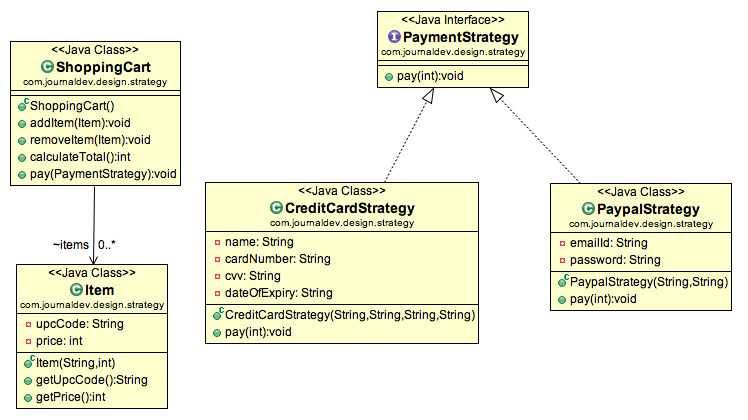 <<Java Class>>
ShoppingCart
com.journaldev.design.strategy
ShoppingCart()
addItem(Item):void
removeItem(Item):void
calculateTotal():int
pay(PaymentStrategy):void
~items 0..*
<<Java Class>>
Item
com.journaldev.design.strategy
upcCode: String
price: int
Item(String,int)
getUpcCode():String
getPrice():int
<<Java Interface>>
PaymentStrategy
com.journaldev.design.strategy
pay(int):void
<<Java Class>>
CreditCardStrategy
com.journaldev.design.strategy
name: String
cardNumber: String
cvv: String
dateOfExpiry: String
CreditCardStrategy(String,String,String,String)
pay(int):void
<<Java Class>>
PaypalStrategy
com.journaldev.design.strategy
emailId: String
password: String
PaypalStrategy(String,String)
pay(int):void